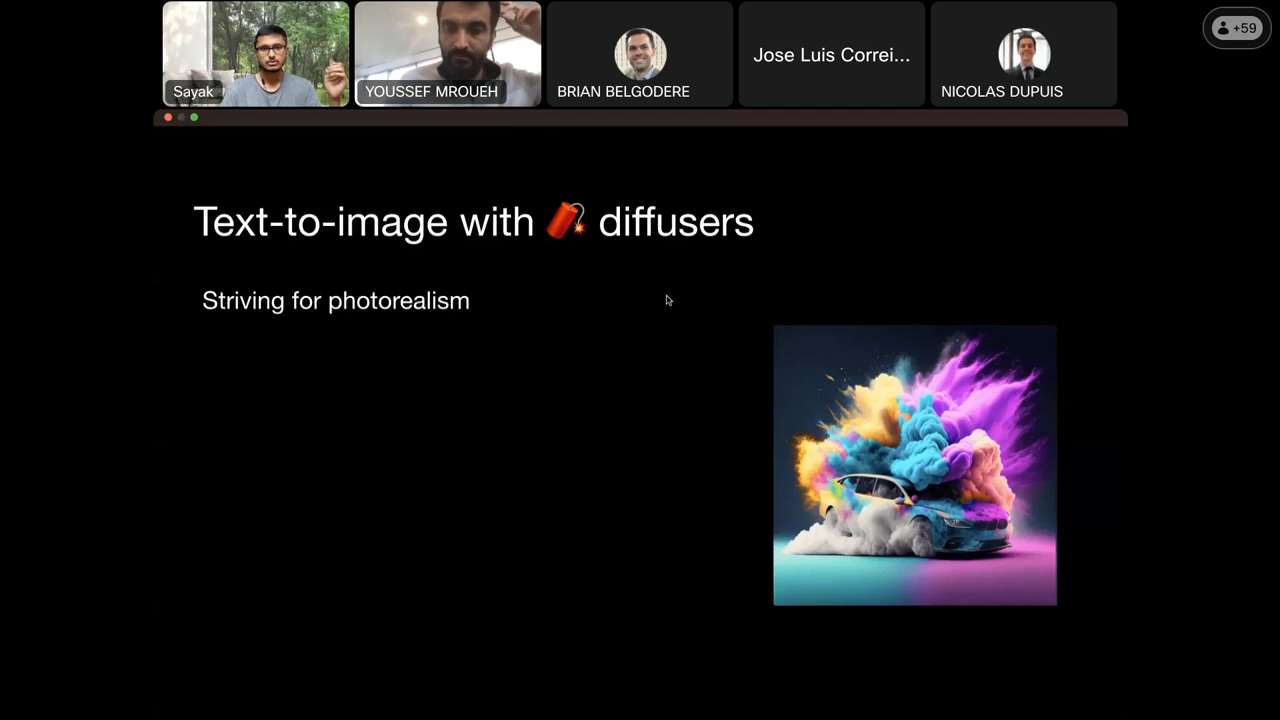 Sayak
YOUSSEF MROUEH
BRIAN BELGODERE
Jose Luis Correi...
NICOLAS DUPUIS
+59
Text-to-image with 🧨 diffusers
Striving for photorealism